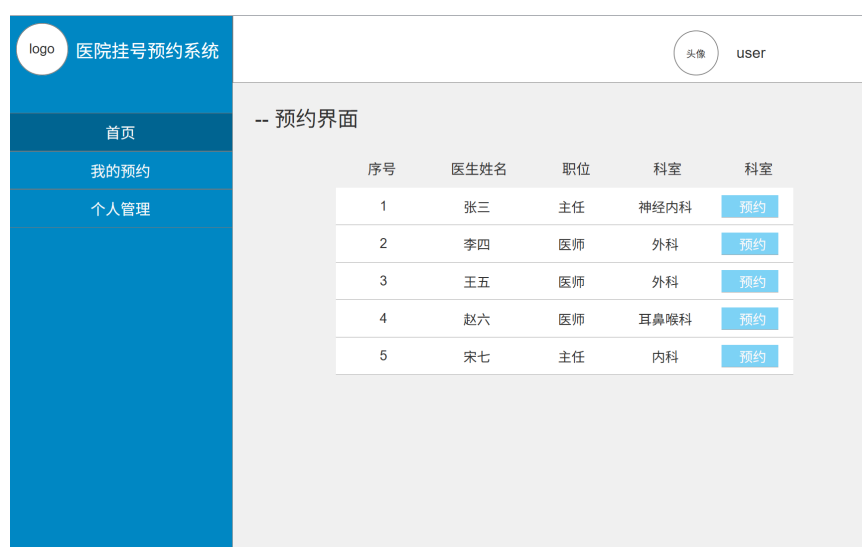 logo 医院挂号预约系统
头像 user
首页
我的预约
个人管理
-- 预约界面
序号 医生姓名 职位 科室 科室
1 张三 主任 神经内科 预约
2 李四 医师 外科 预约
3 王五 医师 外科 预约
4 赵六 医师 耳鼻喉科 预约
5 宋七 主任 内科 预约